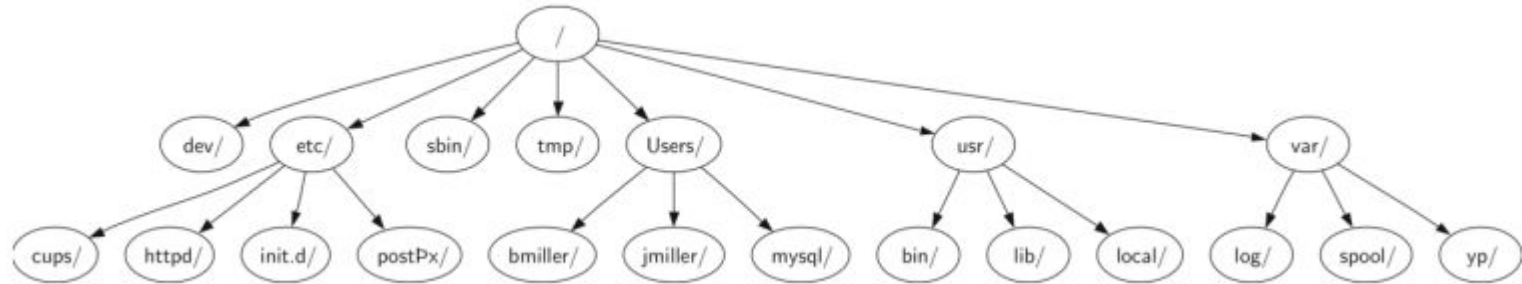 /
dev/ etc/ sbin/ tmp/ Users/ usr/ var/
cups/ httpd/ init.d/ postPx/ bmiller/ jmiller/ mysql/ bin/ lib/ local/ log/ spool/ yp/